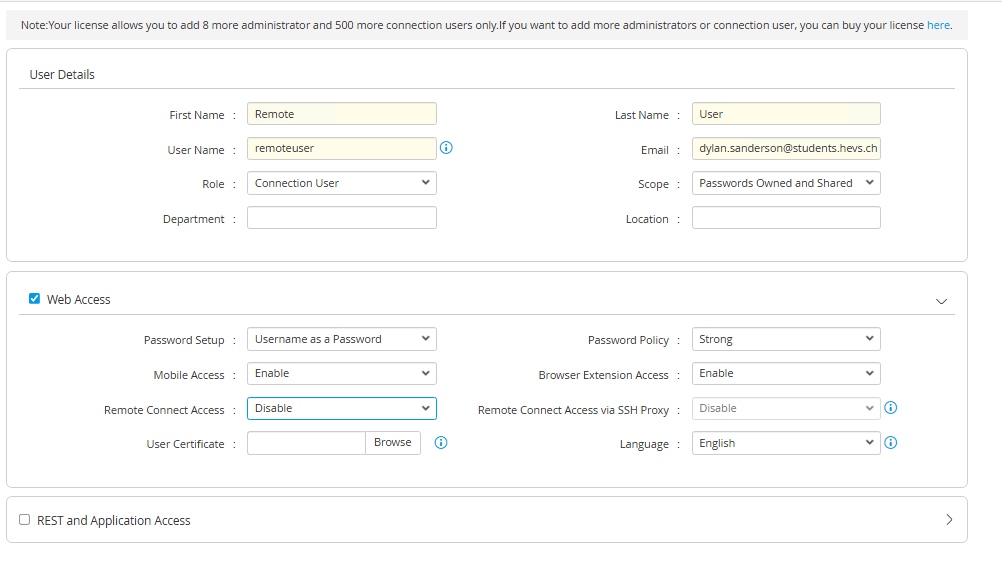 Note:Your license allows you to add 8 more administrator and 500 more connection users only.If you want to add more administrators or connection user, you can buy your license here.
User Details
First Name : Remote Last Name : User
User Name : remoteuser Email : dylan.sanderson@students.hevs.ch
Role : Connection User Scope : Passwords Owned and Shared
Department : Location :
Web Access
Password Setup : Username as a Password Password Policy : Strong
Mobile Access : Enable Browser Extension Access : Enable
Remote Connect Access : Disable Remote Connect Access via SSH Proxy : Disable
User Certificate : Browse Language : English
REST and Application Access